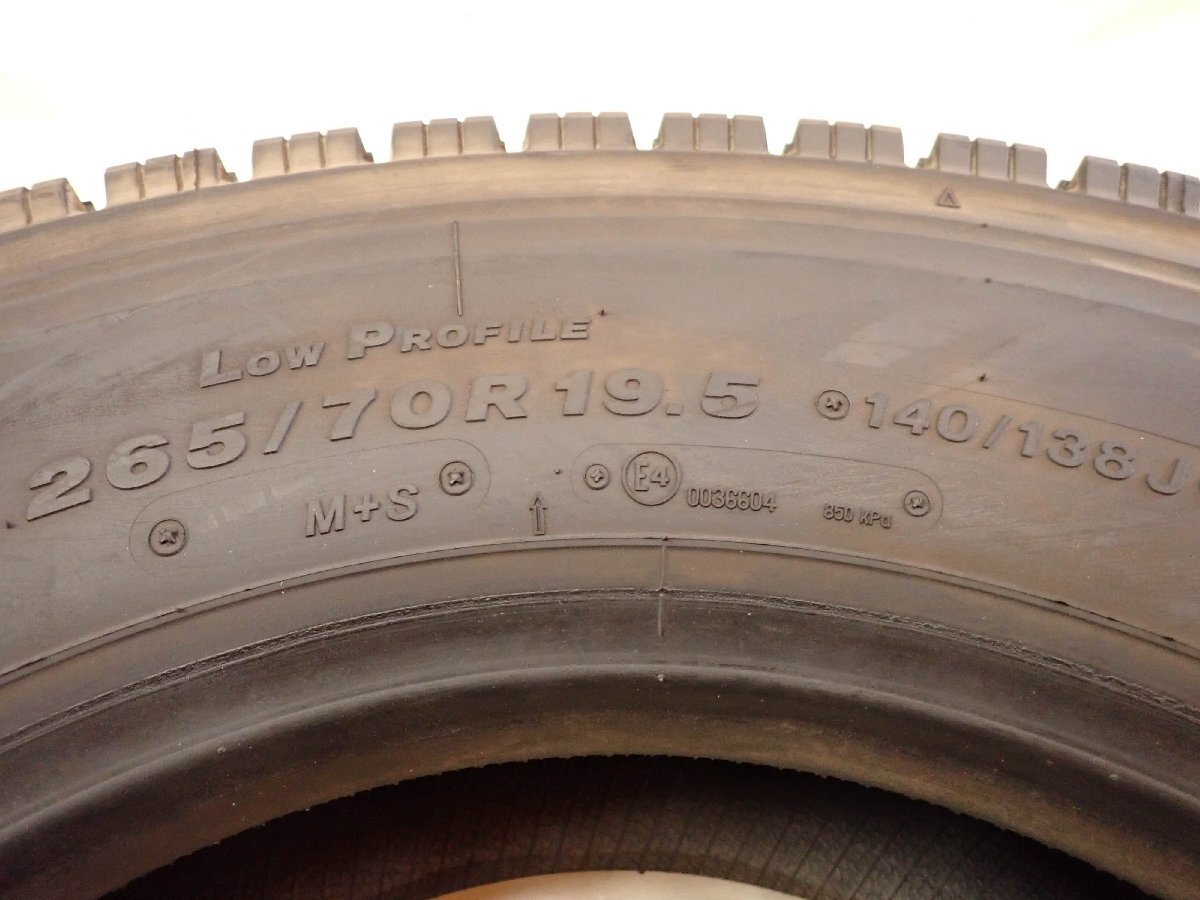 LOW PROFILE
265/70R19.5 140/138J
M+S E4 0036604 850 KPa